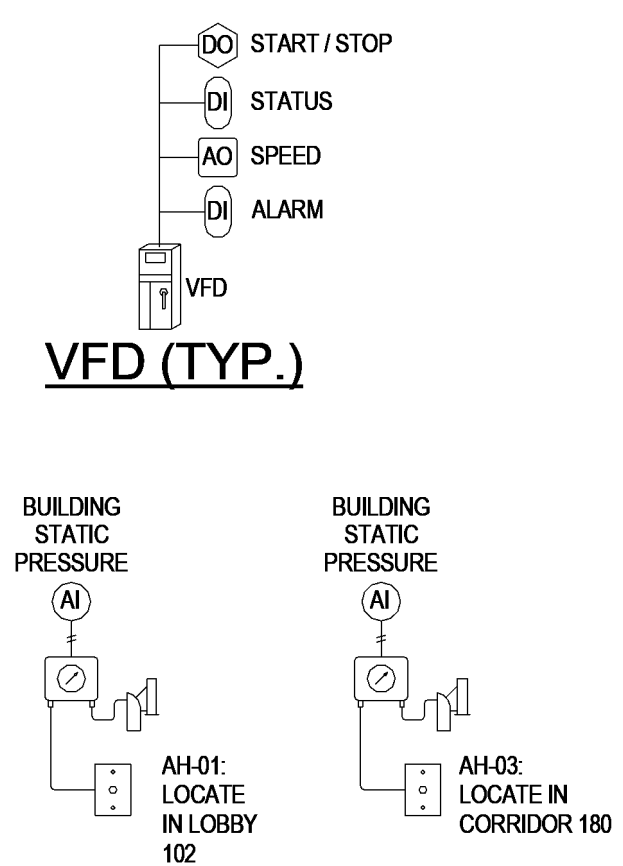 DO START / STOP
DI STATUS
AO SPEED
DI ALARM
VFD
VFD (TYP.)
BUILDING
STATIC
PRESSURE
AI
AH-01:
LOCATE
IN LOBBY
102
BUILDING
STATIC
PRESSURE
AI
AH-03:
LOCATE IN
CORRIDOR 180